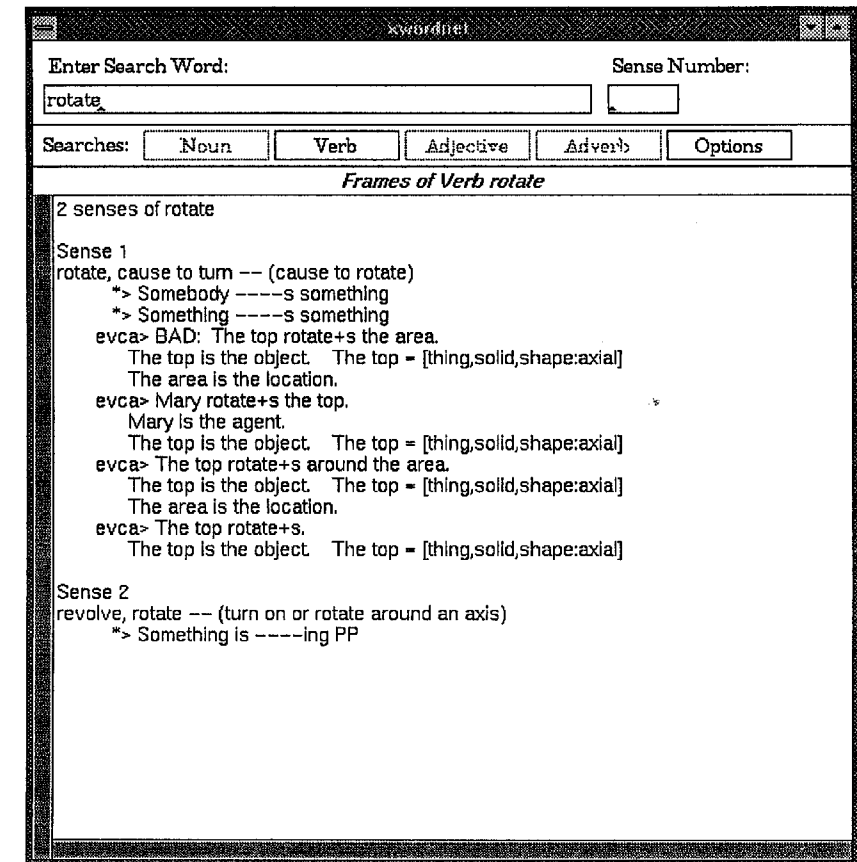 xwordnet
Enter Search Word: Sense Number:
rotate
Searches: Noun Verb Adjective Adverb Options
Frames of Verb rotate
2 senses of rotate
Sense 1
rotate, cause to turn –– (cause to rotate)
*> Somebody ––––s something
*> Something ––––s something
evca> BAD: The top rotate+s the area.
The top is the object. The top = [thing,solid,shape:axial]
The area is the location.
evca> Mary rotate+s the top.
Mary is the agent.
The top is the object. The top = [thing,solid,shape:axial]
evca> The top rotate+s around the area.
The top is the object. The top = [thing,solid,shape:axial]
The area is the location.
evca> The top rotate+s.
The top is the object. The top = [thing,solid,shape:axial]
Sense 2
revolve, rotate –– (turn on or rotate around an axis)
*> Something is ––––ing PP